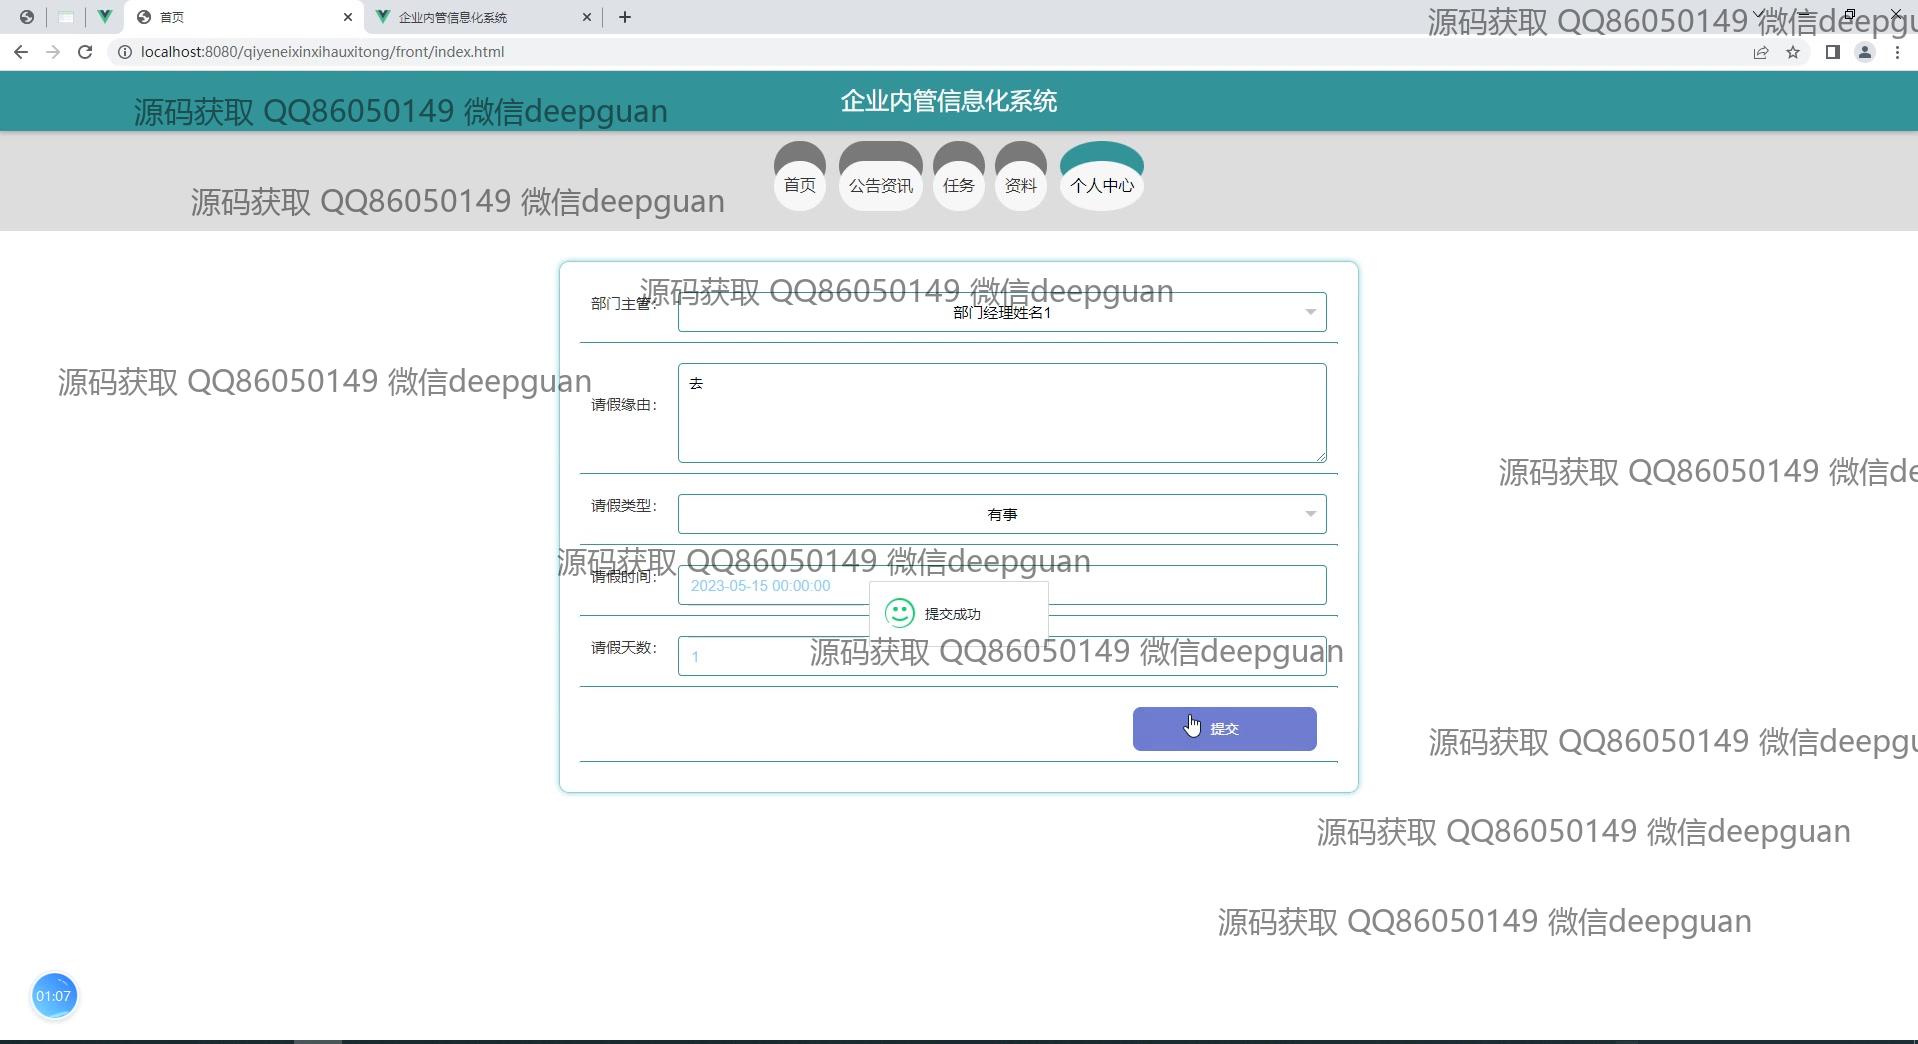 首页
企业内管信息化系统
源码获取 QQ86050149 微信deepgu
localhost:8080/qiyeneixinxihauxitong/front/index.html
源码获取 QQ86050149 微信deepguan
企业内管信息化系统
首页
公告资讯
任务
资料
个人中心
源码获取 QQ86050149 微信deepguan
源码获取 QQ86050149 微信deepguan
部门主管：
部门经理姓名1
源码获取 QQ86050149 微信deepguan
请假缘由：
去
源码获取 QQ86050149 微信de
请假类型：
有事
源码获取 QQ86050149 微信deepguan
请假时间：
2023-05-15 00:00:00
提交成功
请假天数：
1
源码获取 QQ86050149 微信deepguan
提交
源码获取 QQ86050149 微信deepgu
源码获取 QQ86050149 微信deepguan
源码获取 QQ86050149 微信deepguan
01:07